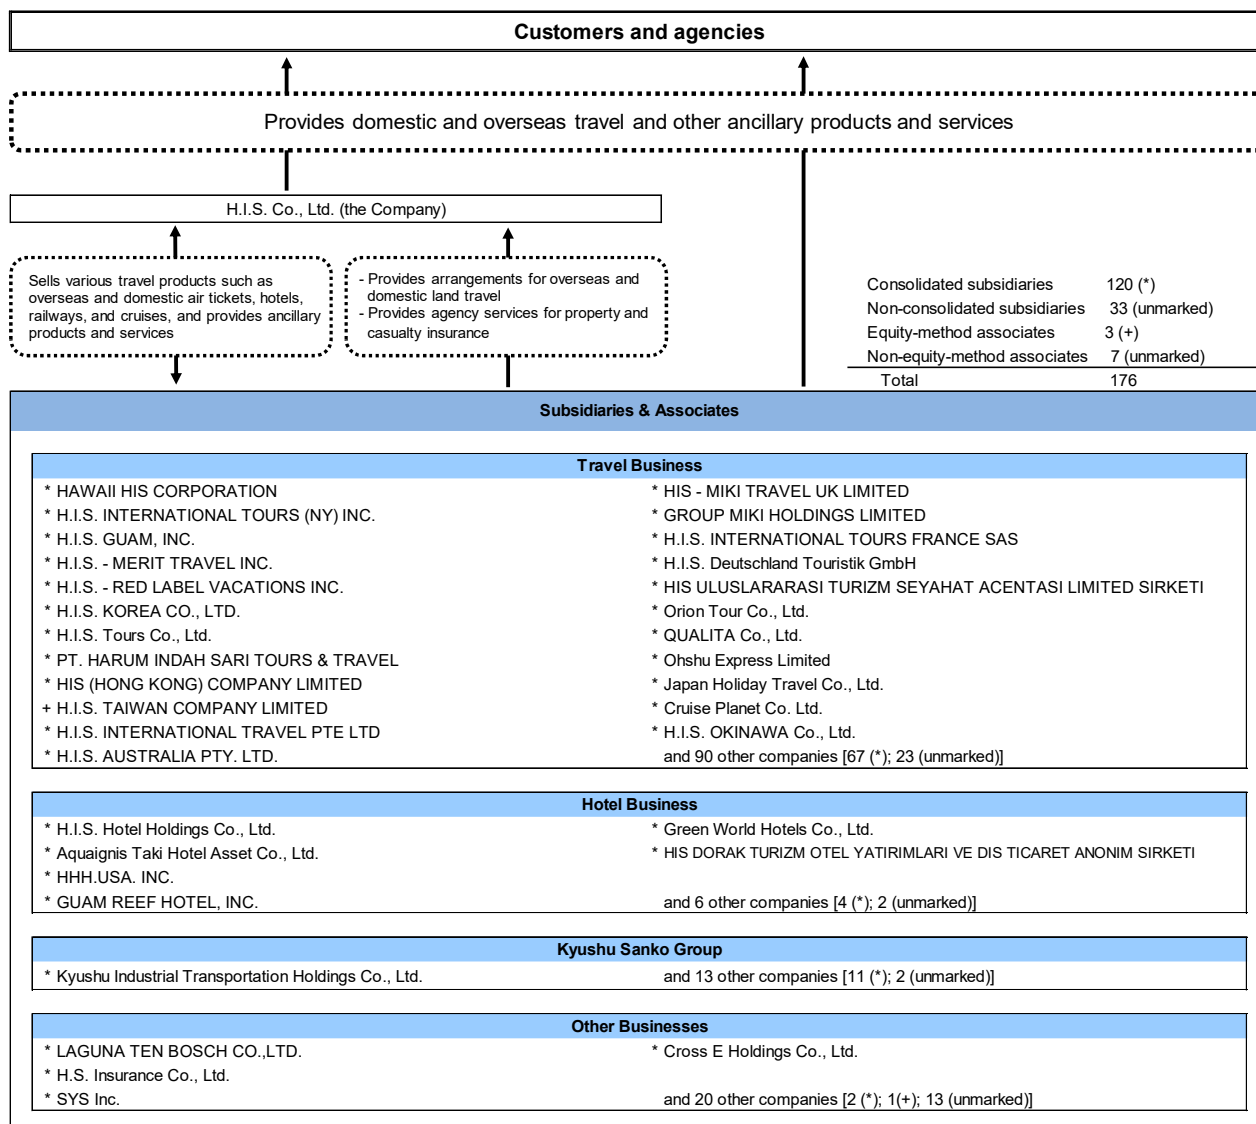 Customers and agencies
Provides domestic and overseas travel and other ancillary products and services
H.I.S. Co., Ltd. (the Company)
Sells various travel products such as
overseas and domestic air tickets, hotels,
railways, and cruises, and provides ancillary
products and services
- Provides arrangements for overseas and
domestic land travel
- Provides agency services for property and
casualty insurance
Consolidated subsidiaries 120 (*)
Non-consolidated subsidiaries 33 (unmarked)
Equity-method associates 3 (+)
Non-equity-method associates 7 (unmarked)
Total 176
Subsidiaries & Associates
Travel Business
* HAWAII HIS CORPORATION
* H.I.S. INTERNATIONAL TOURS (NY) INC.
* H.I.S. GUAM, INC.
* H.I.S. - MERIT TRAVEL INC.
* H.I.S. - RED LABEL VACATIONS INC.
* H.I.S. KOREA CO., LTD.
* H.I.S. Tours Co., Ltd.
* PT. HARUM INDAH SARI TOURS & TRAVEL
* HIS (HONG KONG) COMPANY LIMITED
+ H.I.S. TAIWAN COMPANY LIMITED
* H.I.S. INTERNATIONAL TRAVEL PTE LTD
* H.I.S. AUSTRALIA PTY. LTD.
* HIS - MIKI TRAVEL UK LIMITED
* GROUP MIKI HOLDINGS LIMITED
* H.I.S. INTERNATIONAL TOURS FRANCE SAS
* H.I.S. Deutschland Touristik GmbH
* HIS ULUSLARARASI TURIZM SEYAHAT ACENTASI LIMITED SIRKETI
* Orion Tour Co., Ltd.
* QUALITA Co., Ltd.
* Ohshu Express Limited
* Japan Holiday Travel Co., Ltd.
* Cruise Planet Co. Ltd.
* H.I.S. OKINAWA Co., Ltd.
and 90 other companies [67 (*); 23 (unmarked)]
Hotel Business
* H.I.S. Hotel Holdings Co., Ltd.
* Aquaignis Taki Hotel Asset Co., Ltd.
* HHH.USA. INC.
* GUAM REEF HOTEL, INC.
* Green World Hotels Co., Ltd.
* HIS DORAK TURIZM OTEL YATIRIMLARI VE DIS TICARET ANONIM SIRKETI
and 6 other companies [4 (*); 2 (unmarked)]
Kyushu Sanko Group
* Kyushu Industrial Transportation Holdings Co., Ltd.
and 13 other companies [11 (*); 2 (unmarked)]
Other Businesses
* LAGUNA TEN BOSCH CO.,LTD.
* H.S. Insurance Co., Ltd.
* SYS Inc.
* Cross E Holdings Co., Ltd.
and 20 other companies [2 (*); 1(+); 13 (unmarked)]